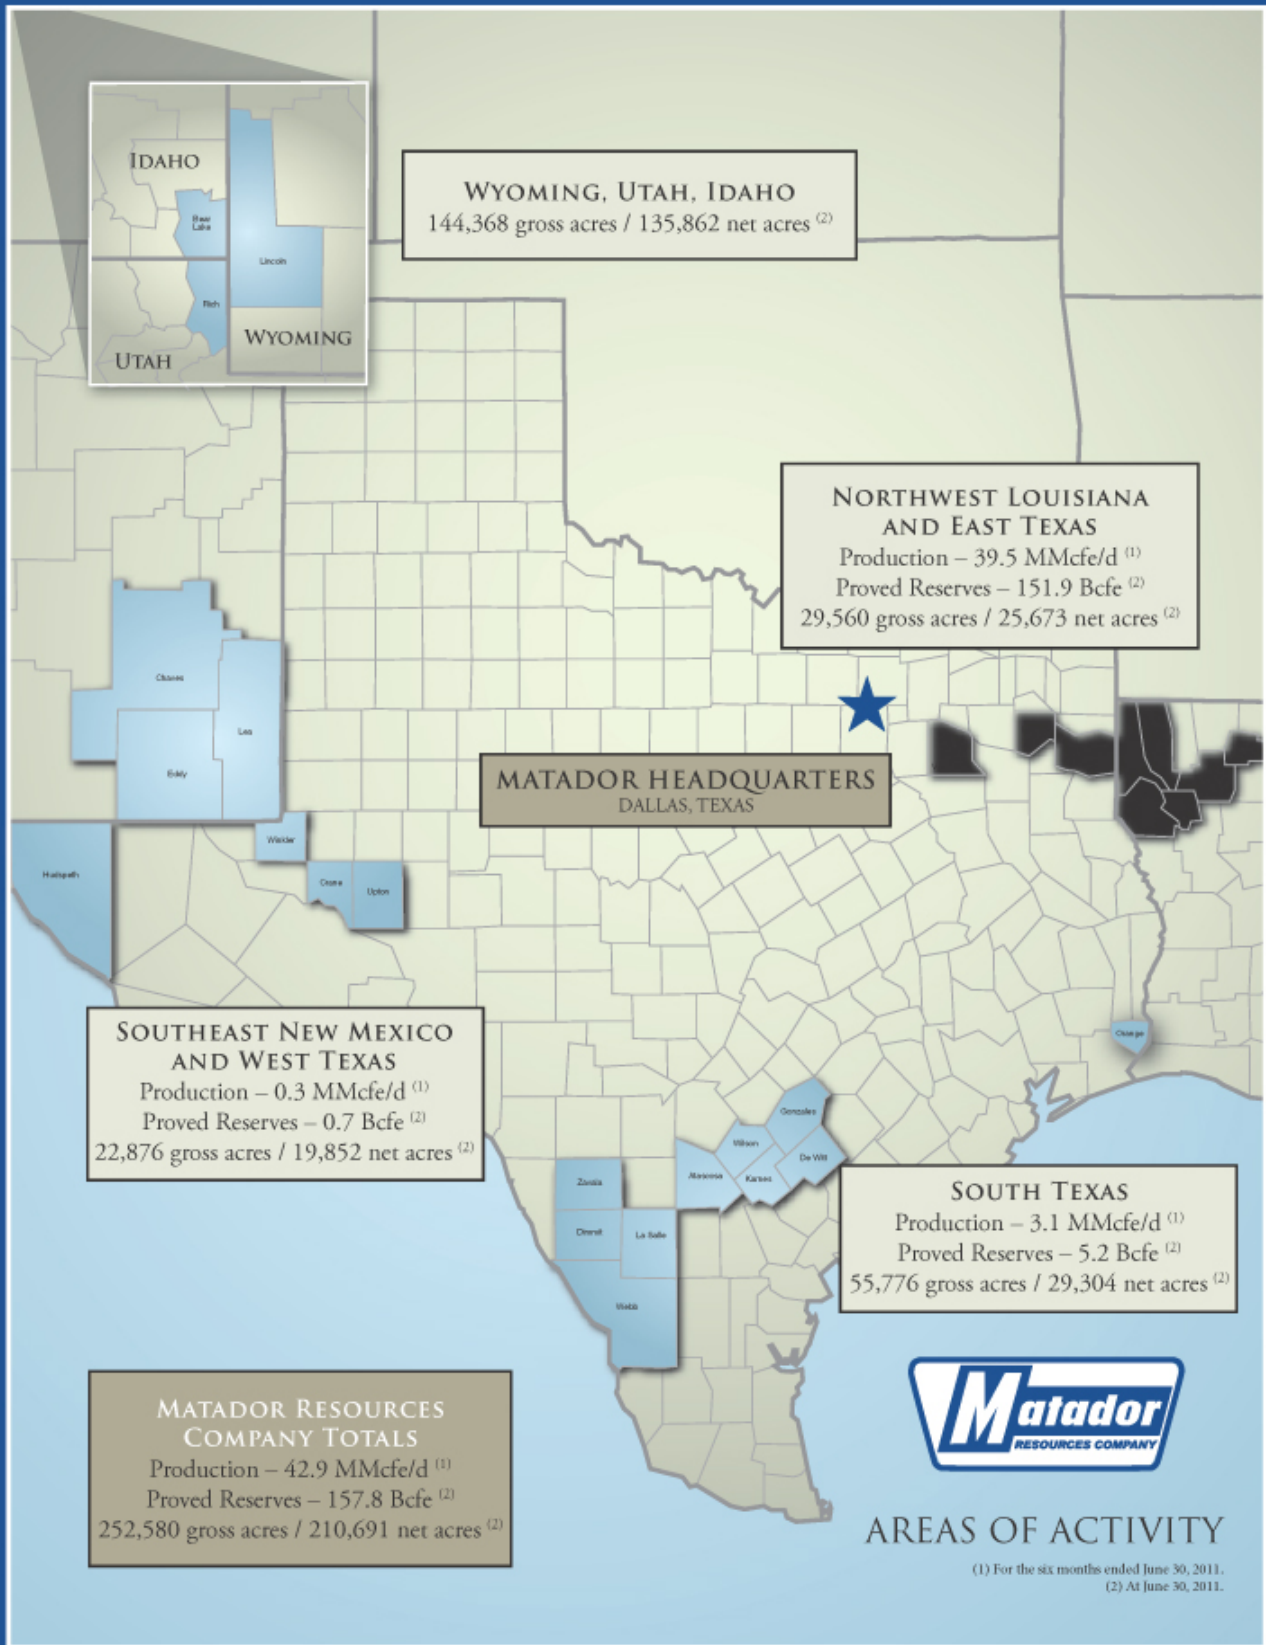 IDAHO
Bear
Lake
Lincoln
Rich
WYOMING
UTAH
WYOMING, UTAH, IDAHO
144,368 gross acres / 135,862 net acres (2)
NORTHWEST LOUISIANA
AND EAST TEXAS
Production – 39.5 MMcfe/d (1)
Proved Reserves – 151.9 Bcfe (2)
29,560 gross acres / 25,673 net acres (2)
Chaves
Lea
Eddy
MATADOR HEADQUARTERS
DALLAS, TEXAS
Winkler
Hudspeth
Crane
Upton
SOUTHEAST NEW MEXICO
AND WEST TEXAS
Production – 0.3 MMcfe/d (1)
Proved Reserves – 0.7 Bcfe (2)
22,876 gross acres / 19,852 net acres (2)
Orange
Gonzales
Wilson
De Witt
Atascosa
Karnes
Zavala
Dimmit
La Salle
Webb
SOUTH TEXAS
Production – 3.1 MMcfe/d (1)
Proved Reserves – 5.2 Bcfe (2)
55,776 gross acres / 29,304 net acres (2)
MATADOR RESOURCES
COMPANY TOTALS
Production – 42.9 MMcfe/d (1)
Proved Reserves – 157.8 Bcfe (2)
252,580 gross acres / 210,691 net acres (2)
Matador
RESOURCES COMPANY
AREAS OF ACTIVITY
(1) For the six months ended June 30, 2011.
(2) At June 30, 2011.